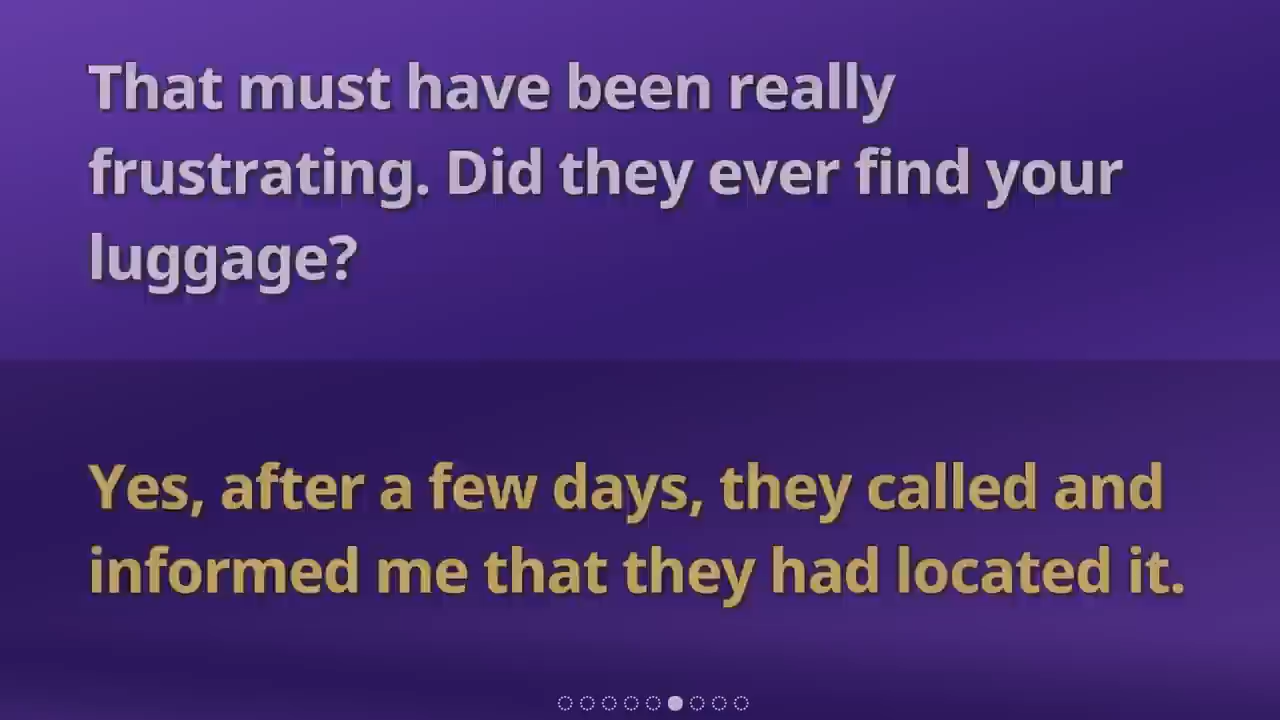 That must have been really
frustrating. Did they ever find your
luggage?
Yes, after a few days, they called and
informed me that they had located it.